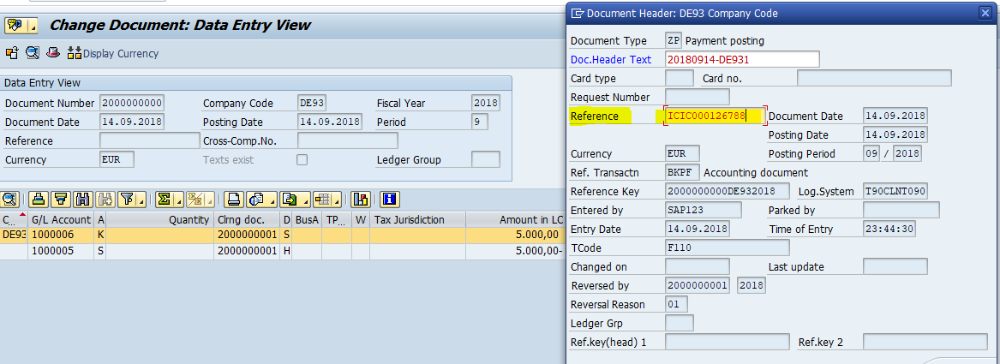 Change Document: Data Entry View
Display Currency
Data Entry View
Document Number 2000000000 Company Code DE93 Fiscal Year 2018
Document Date 14.09.2018 Posting Date 14.09.2018 Period 9
Reference Cross-Comp.No.
Currency EUR Texts exist Ledger Group
C... G/L Account A Quantity Clrng doc. D BusA TP... W Tax Jurisdiction Amount in LC
DE93 1000006 K 2000000001 S 5.000,00
1000005 S 2000000001 H 5.000,00-
Document Header: DE93 Company Code
Document Type ZP Payment posting
Doc.Header Text 20180914-DE931
Card type Card no.
Request Number
Reference ICIC000126788 Document Date 14.09.2018
Posting Date 14.09.2018
Currency EUR Posting Period 09 / 2018
Ref. Transactn BKPF Accounting document
Reference Key 2000000000DE932018 Log.System T90CLNT090
Entered by SAP123 Parked by
Entry Date 14.09.2018 Time of Entry 23:44:30
TCode F110
Changed on Last update
Reversed by 2000000001 2018
Reversal Reason 01
Ledger Grp
Ref.key(head) 1 Ref.key 2